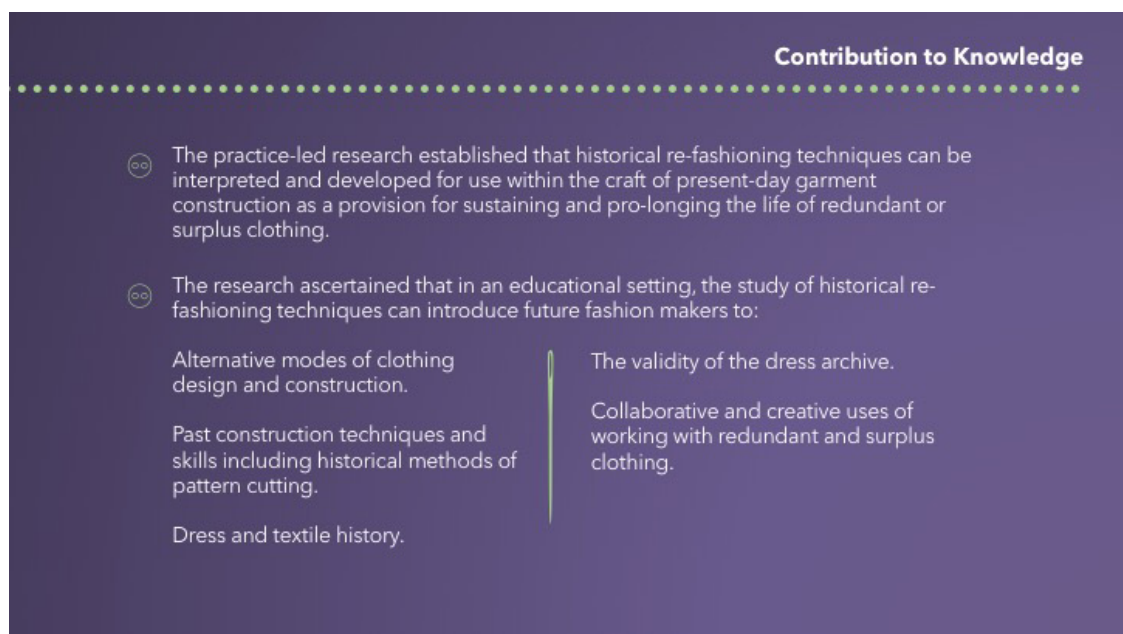 Contribution to Knowledge
The practice-led research established that historical re-fashioning techniques can be
interpreted and developed for use within the craft of present-day garment
construction as a provision for sustaining and pro-longing the life of redundant or
surplus clothing.
The research ascertained that in an educational setting, the study of historical re-
fashioning techniques can introduce future fashion makers to:
Alternative modes of clothing
design and construction.
Past construction techniques and
skills including historical methods of
pattern cutting.
Dress and textile history.
The validity of the dress archive.
Collaborative and creative uses of
working with redundant and surplus
clothing.